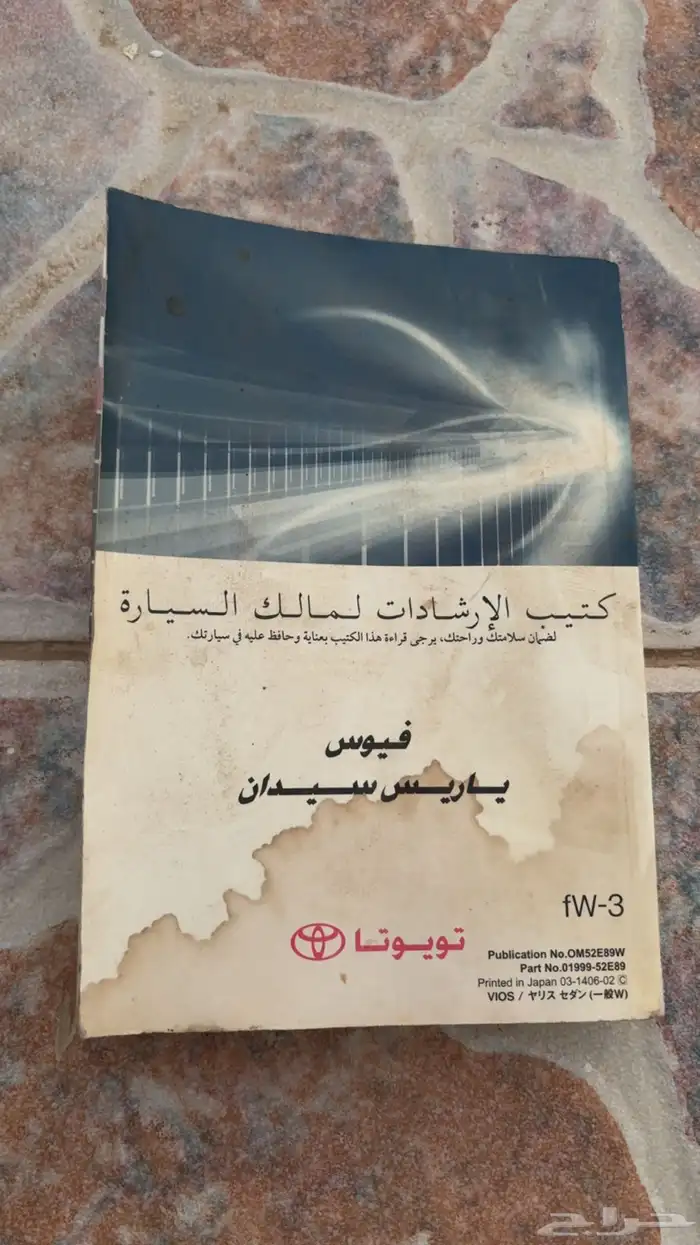 كتيب الإرشادات لمالك السيارة
لضمان سلامتك وراحتك، يرجى قراءة هذا الكتيب بعناية وحافظ عليه في سيارتك.
فيوس
ياريس سيدان
fW-3
تويوتا
Publication No.OM52E89W
Part No.01999-52E89
Printed in Japan 03-1406-02 Ⓒ
VIOS / ヤリス セダン (一般W)
حراج